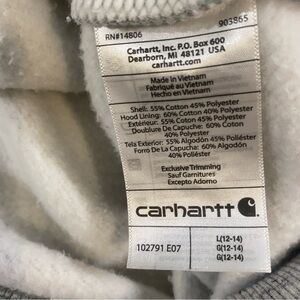 RN#14806 903865
Carhartt, Inc. P.O. Box 600
Dearborn, MI 48121 USA
carhartt.com
Made in Vietnam
Fabriqué au Vietnam
Hecho en Vietnam
Shell: 55% Cotton 45% Polyester
Hood Lining: 60% Cotton 40% Polyester
Extérieur: 55% Coton 45% Polyester
Doublure De Capuche: 60% Coton
40% Polyester
Tela Exterior: 55% Algodón 45% Poliéster
Forro De La Capucha: 60% Algodón
40% Poliéster
Exclusive Trimming
Sauf Garnitures
Excepto Adorno
carhartt
102791 E07
L(12-14)
G(12-14)
G(12-14)